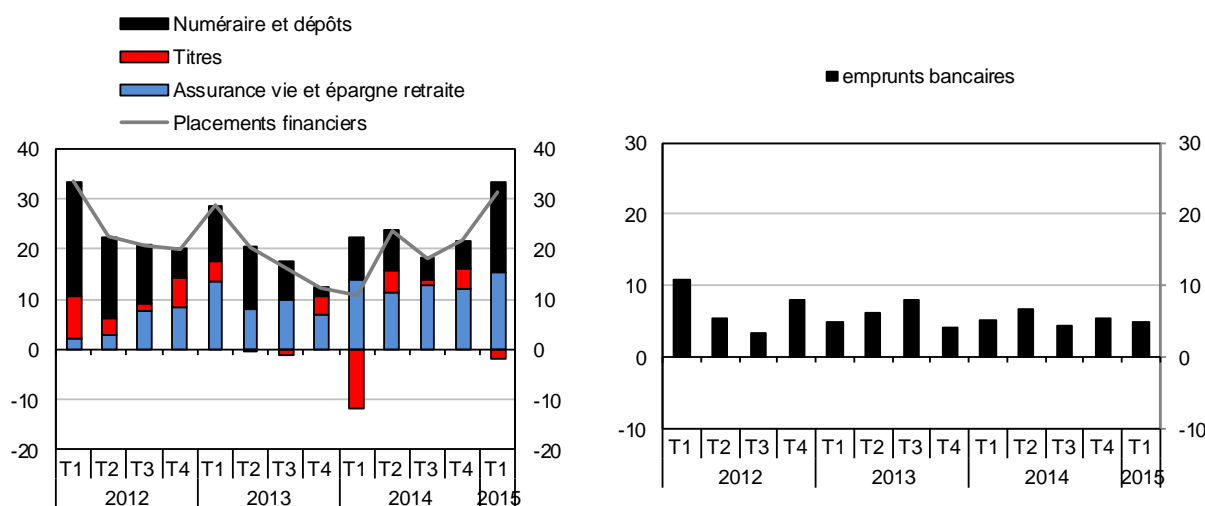 Numéraire et dépôts
Titres
Assurance vie et épargne retraite
Placements financiers
40 40
30 30
20 20
10 10
0 0
-10 -10
-20 -20
T1 T2 T3 T4 T1 T2 T3 T4 T1 T2 T3 T4 T1
2012 2013 2014 2015
emprunts bancaires
30 30
20 20
10 10
0 0
-10 -10
T1 T2 T3 T4 T1 T2 T3 T4 T1 T2 T3 T4 T1
2012 2013 2014 2015